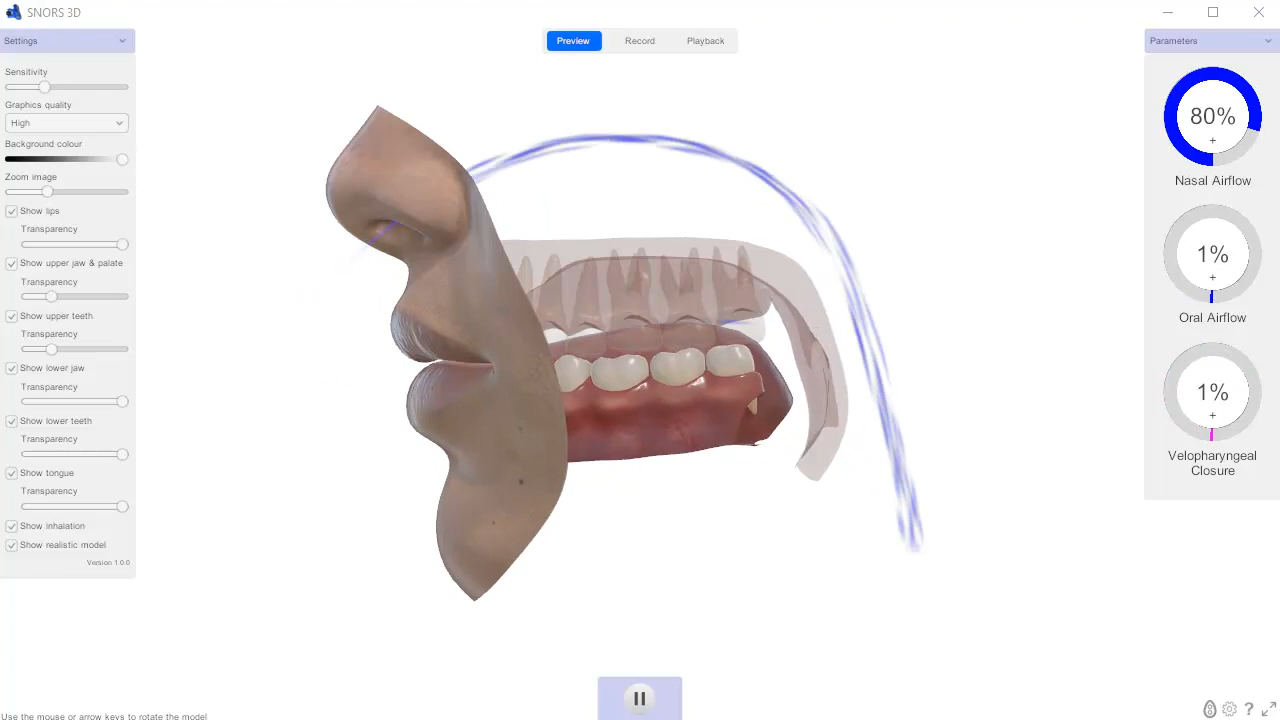 SNORS 3D
Settings
Preview
Record
Playback
Parameters
Sensitivity
Graphics quality
High
Background colour
Zoom image
Show lips
Transparency
Show upper jaw & palate
Transparency
Show upper teeth
Transparency
Show lower jaw
Transparency
Show lower teeth
Transparency
Show tongue
Transparency
Show inhalation
Show realistic model
Version 1.0.0
80%
+
Nasal Airflow
1%
+
Oral Airflow
1%
+
Velopharyngeal
Closure
Use the mouse or arrow keys to rotate the model
?